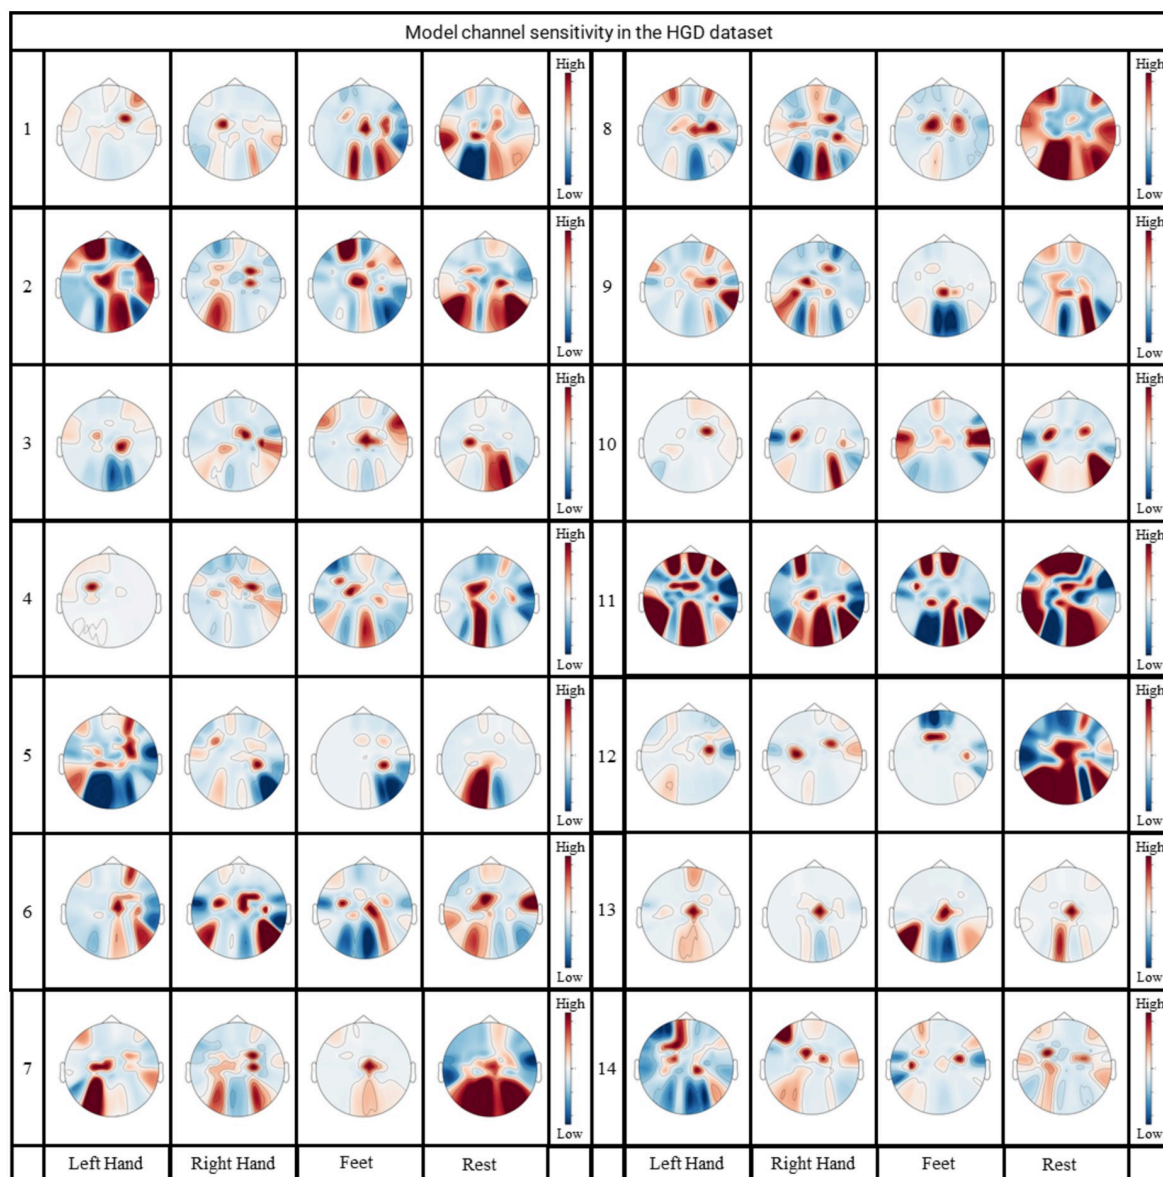 Model channel sensitivity in the HGD dataset
High
1
Low
High
8
Low
High
2
Low
High
9
Low
High
3
Low
High
10
Low
High
4
Low
High
11
Low
High
5
Low
High
12
Low
High
6
Low
High
13
Low
High
7
Low
High
14
Low
Left Hand Right Hand Feet Rest Left Hand Right Hand Feet Rest